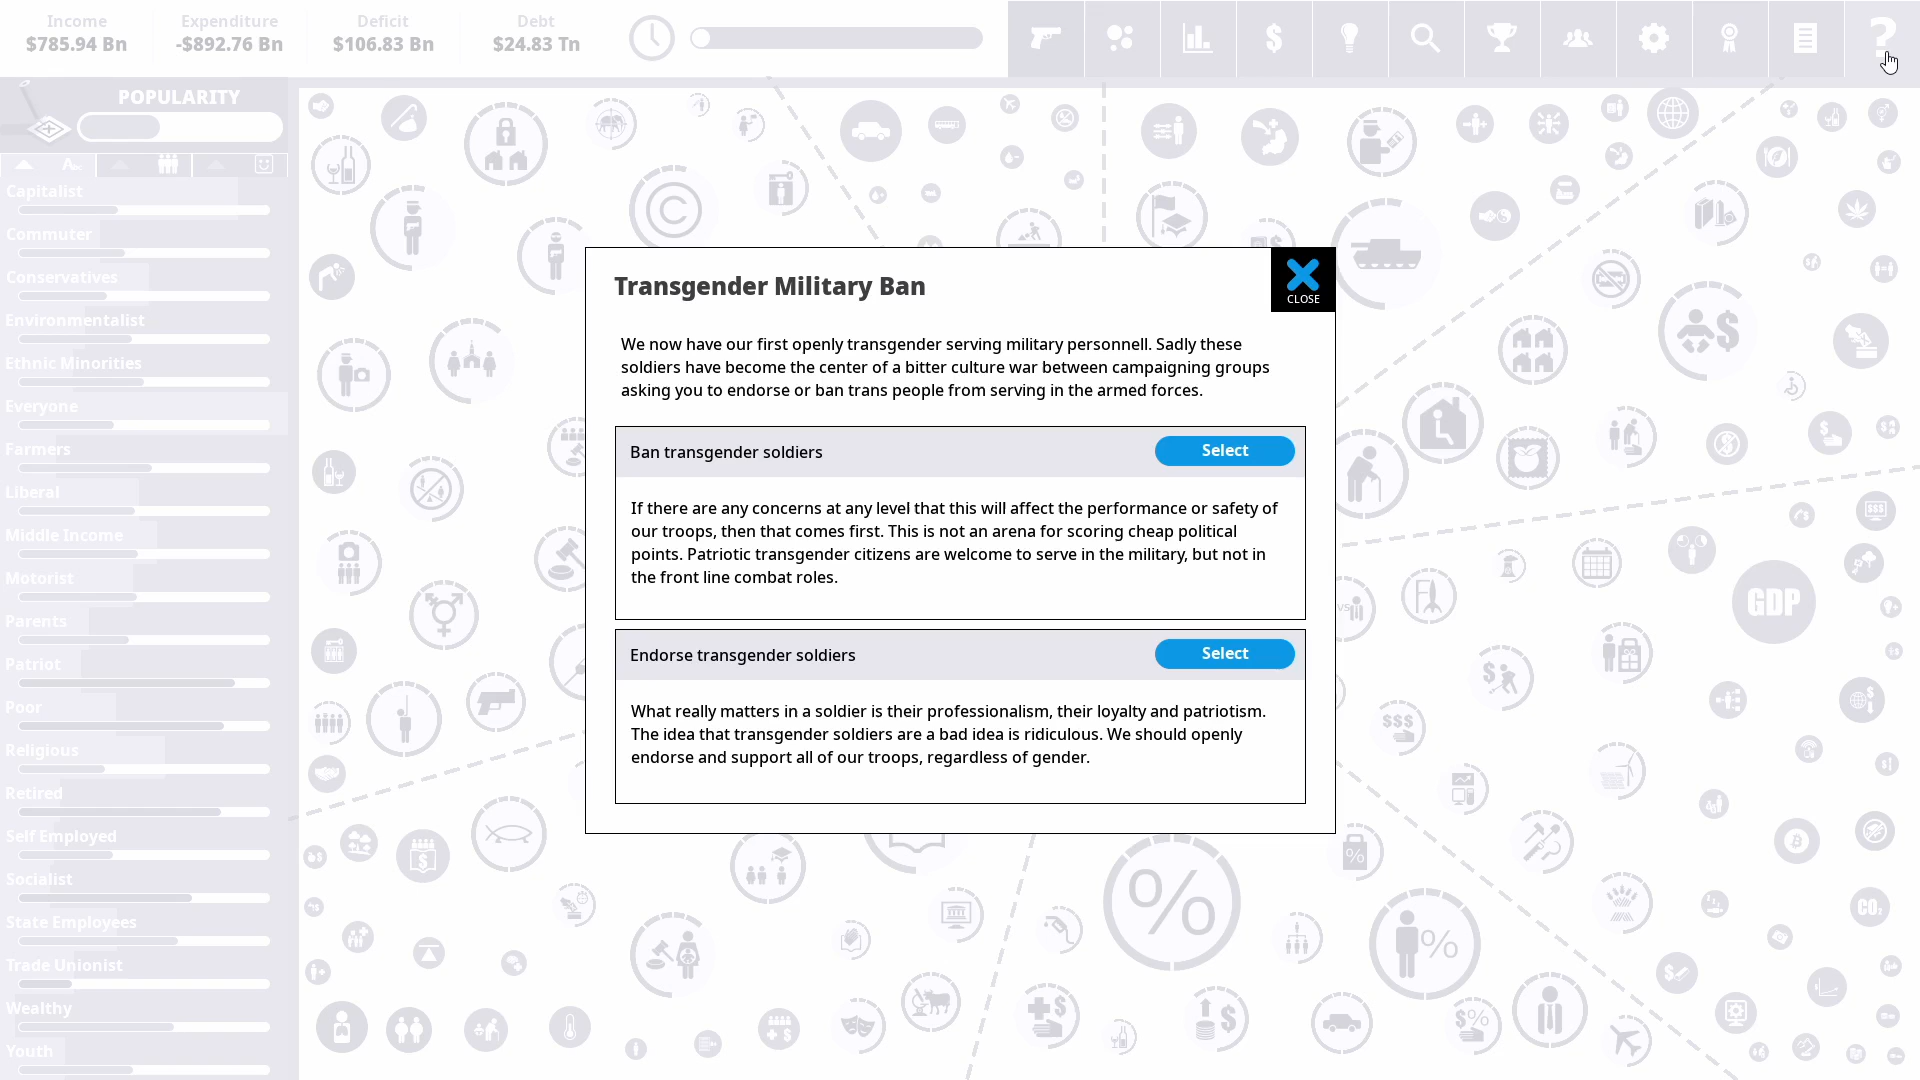 Income
$785.94 Bn
Expenditure
-$892.76 Bn
Deficit
$106.83 Bn
Debt
$24.83 Tn
?
POPULARITY
Capitalist
Commuter
Conservatives
Environmentalist
Ethnic Minorities
Everyone
Farmers
Liberal
Middle Income
Motorist
Parents
Patriot
Poor
Religious
Retired
Self Employed
Socialist
State Employees
Trade Unionist
Wealthy
Youth
Transgender Military Ban
CLOSE
We now have our first openly transgender serving military personnell. Sadly these
soldiers have become the center of a bitter culture war between campaigning groups
asking you to endorse or ban trans people from serving in the armed forces.
Ban transgender soldiers
Select
If there are any concerns at any level that this will affect the performance or safety of
our troops, then that comes first. This is not an arena for scoring cheap political
points. Patriotic transgender citizens are welcome to serve in the military, but not in
the front line combat roles.
Endorse transgender soldiers
Select
What really matters in a soldier is their professionalism, their loyalty and patriotism.
The idea that transgender soldiers are a bad idea is ridiculous. We should openly
endorse and support all of our troops, regardless of gender.
GDP
CO₂